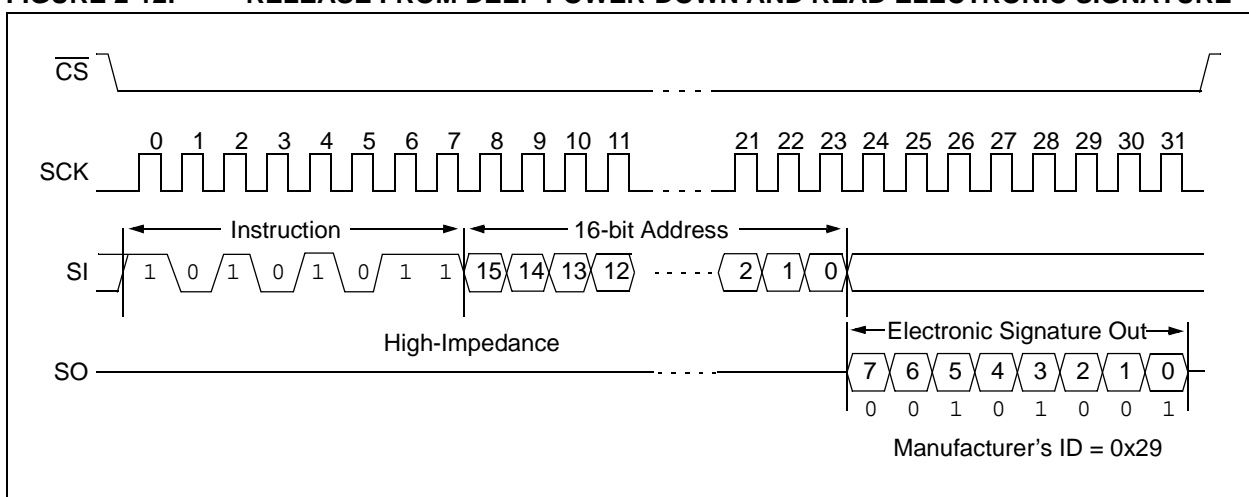 FIGURE 2-12: RELEASE FROM DEEP POWER-DOWN AND READ ELECTRONIC SIGNATURE
CS
0 1 2 3 4 5 6 7 8 9 10 11 21 22 23 24 25 26 27 28 29 30 31
SCK
Instruction 16-bit Address
SI 1 0 1 0 1 0 1 1 15 14 13 12 2 1 0
High-Impedance Electronic Signature Out
SO 7 6 5 4 3 2 1 0
0 0 1 0 1 0 0 1
Manufacturer's ID = 0x29